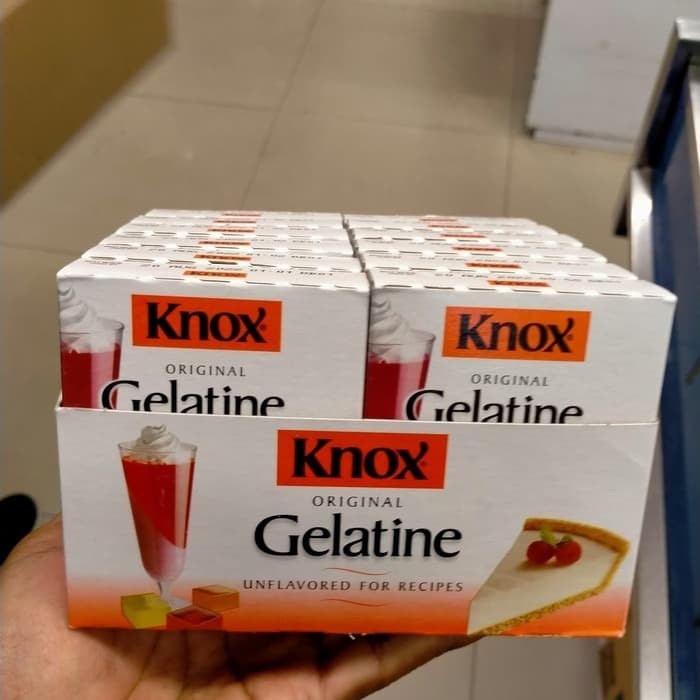 Knox
ORIGINAL
Gelatine
Knox
ORIGINAL
Gelatine
Knox
ORIGINAL
Gelatine
UNFLAVORED FOR RECIPES